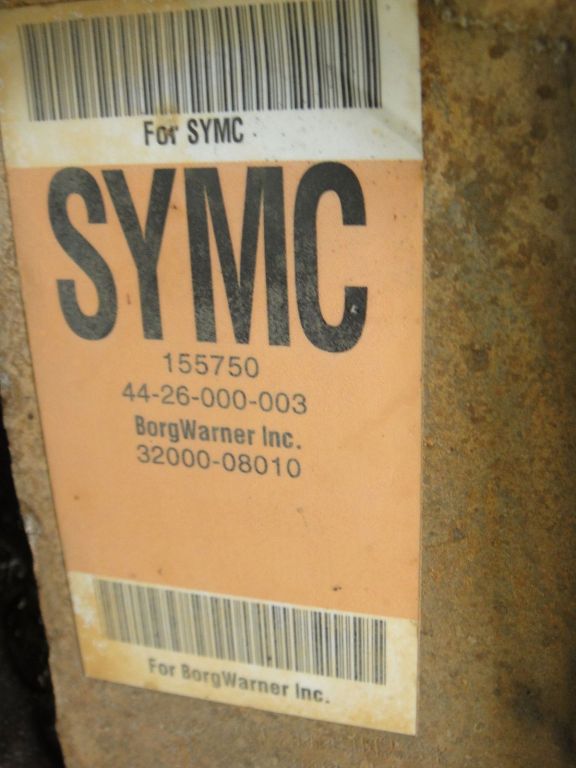 For SYMC
SYMC
155750
44-26-000-003
BorgWarner Inc.
32000-08010
For BorgWarner Inc.